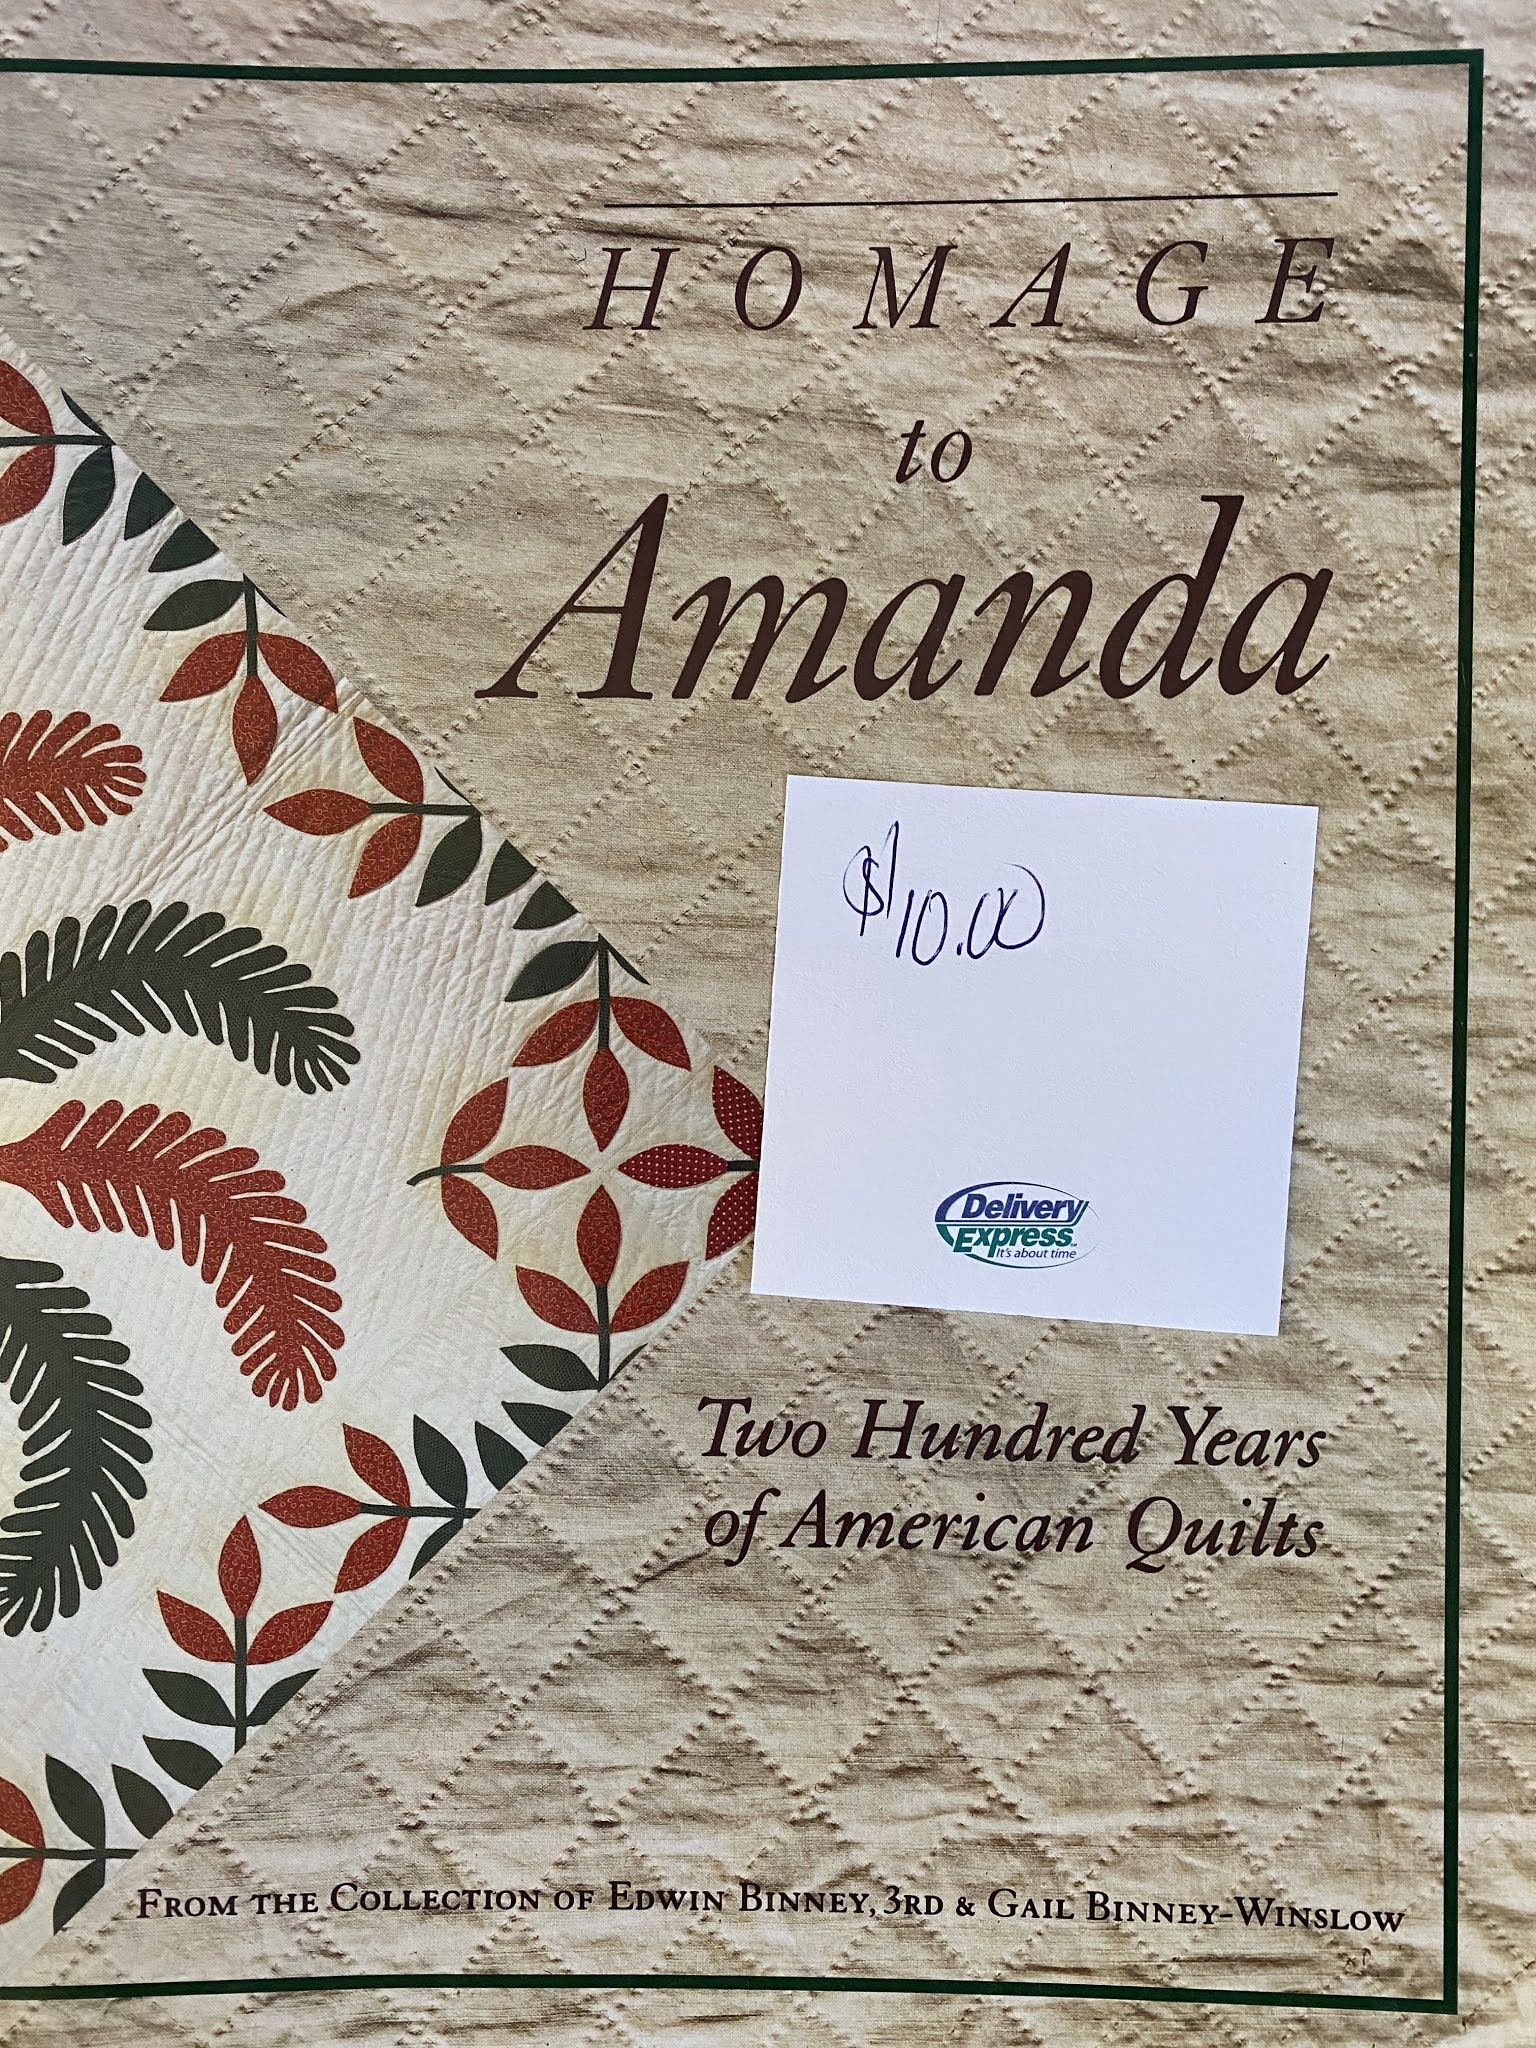 HOMAGE
to
Amanda
$10.00
Delivery
Express
It's about time
Two Hundred Years
of American Quilts
FROM THE COLLECTION OF EDWIN BINNEY, 3RD & GAIL BINNEY-WINSLOW